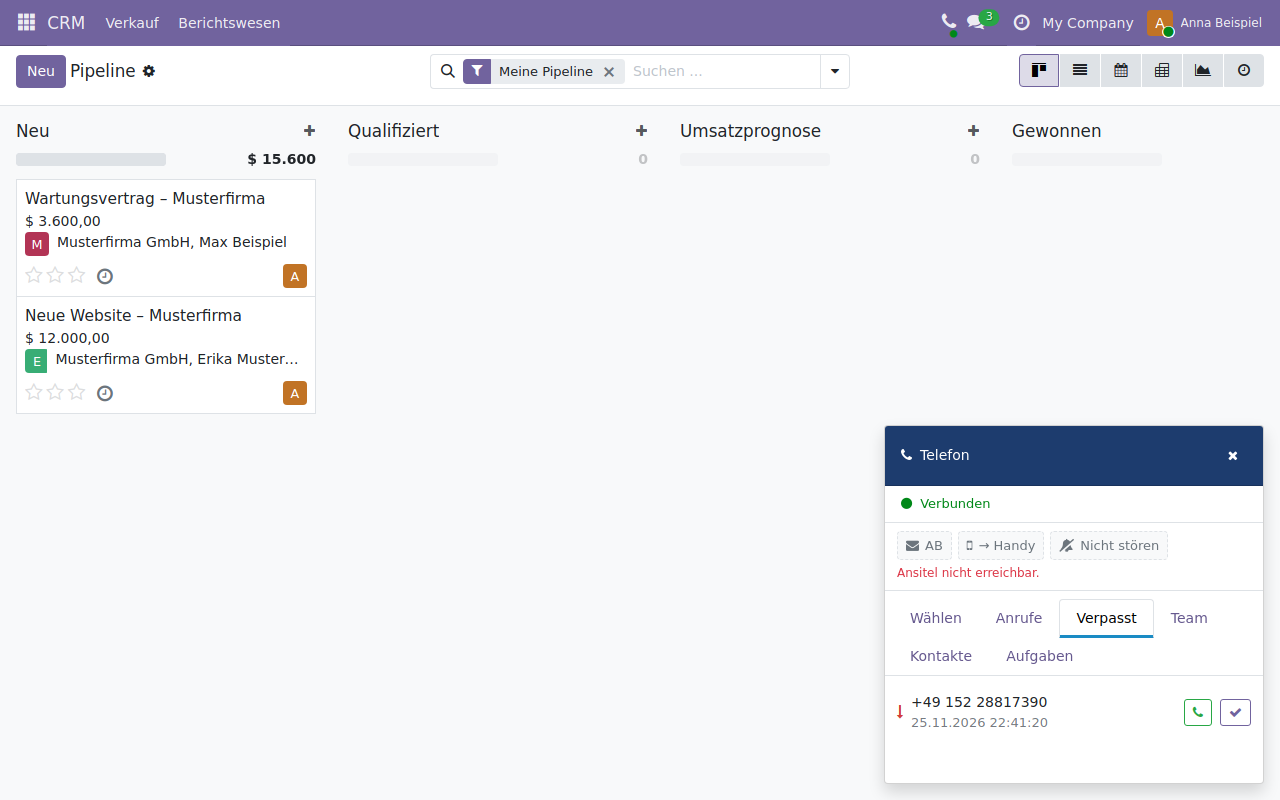 CRM Verkauf Berichtswesen 3 My Company A Anna Beispiel
Neu Pipeline Meine Pipeline Suchen ...
Neu Qualifiziert Umsatzprognose Gewonnen
$ 15.600 0 0
Wartungsvertrag – Musterfirma
$ 3.600,00
M Musterfirma GmbH, Max Beispiel
A
Neue Website – Musterfirma
$ 12.000,00
E Musterfirma GmbH, Erika Muster...
A
Telefon
Verbunden
AB → Handy Nicht stören
Ansitel nicht erreichbar.
Wählen Anrufe Verpasst Team
Kontakte Aufgaben
+49 152 28817390
25.11.2026 22:41:20